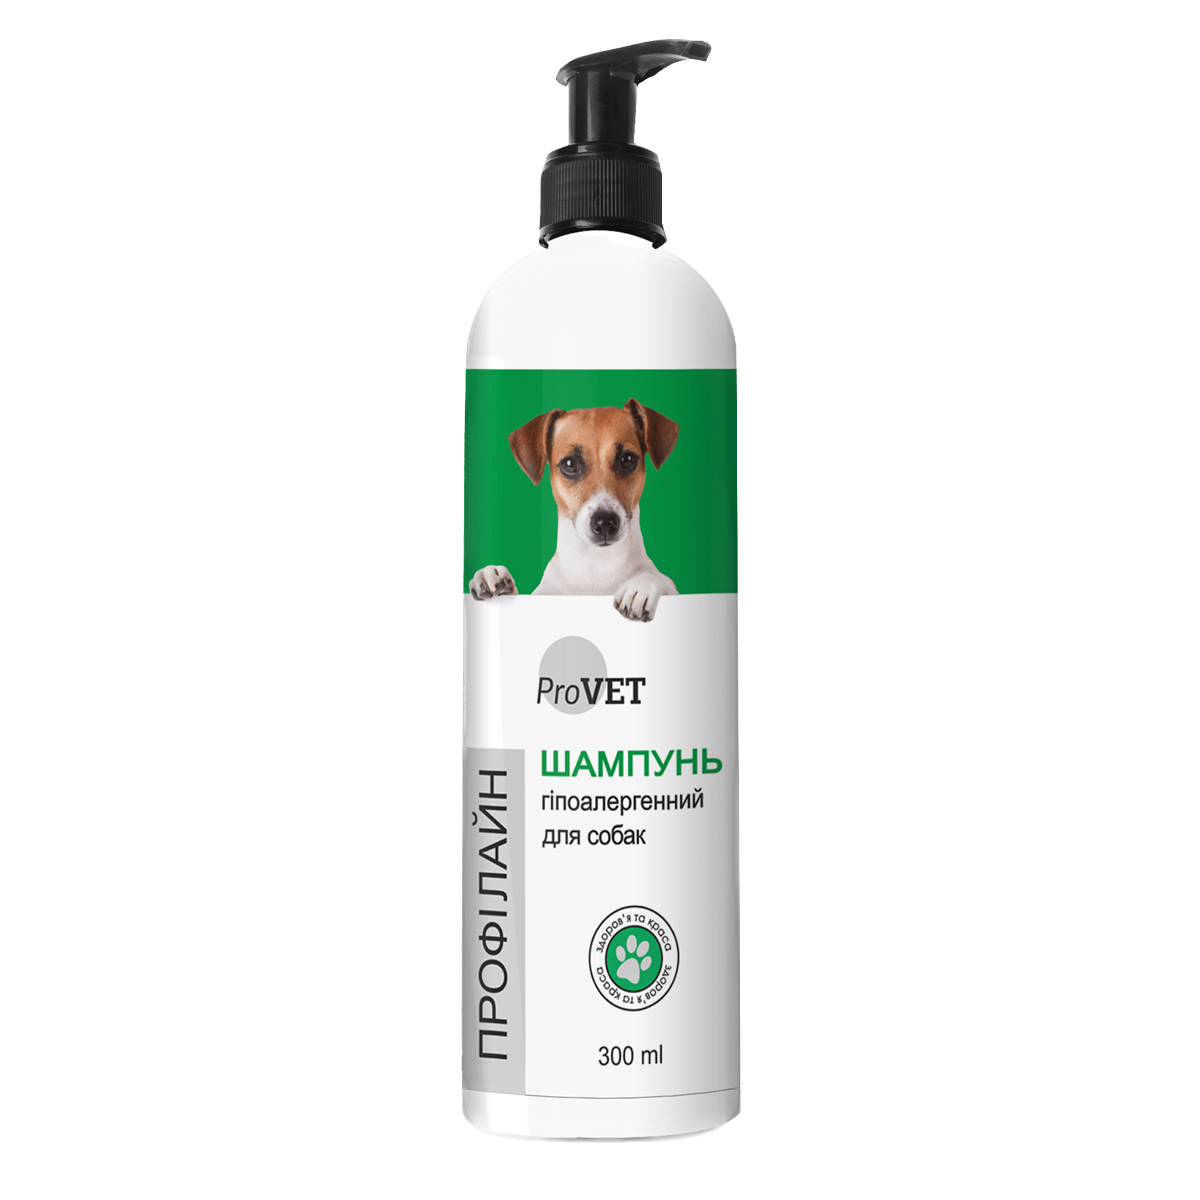 ProVET
ШАМПУНЬ
гіпоалергенний
для собак
ПРОФІЛАЙН
здоров'я та краса
здоров'я та краса
300 ml